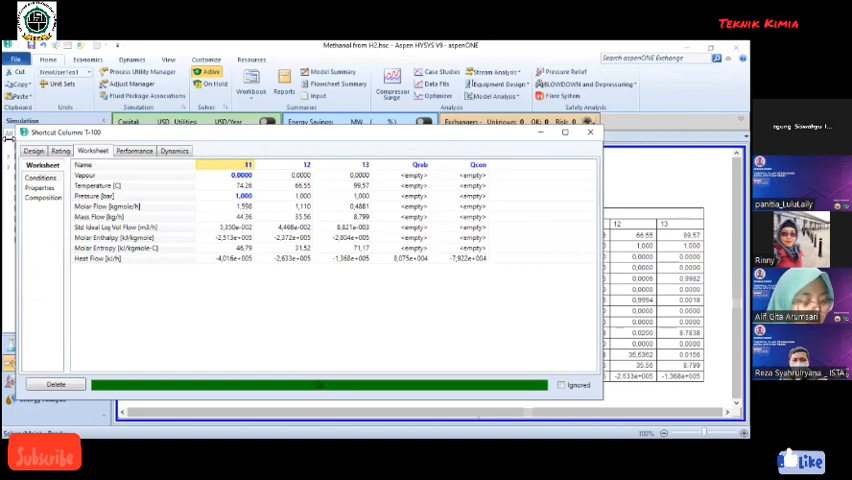 TEKNIK KIMIA
Methanol from H2.hsc - Aspen HYSYS V9 - aspenONE
File Home Economics Dynamics View Customize Resources
Search aspenONE Exchange
Cut NewUser1ea1 Process Utility Manager Active Model Summary Case Studies Stream Analysis Pressure Relief
Copy Unit Sets Adjust Manager On Hold Flowsheet Summary Data Fits Equipment Design BLOWDOWN and Depressuring
Paste Fluid Package Associations Workbook Reports Input Compressor Surge Optimizer Model Analysis Flare System
Clipboard Units Simulation Solver Summaries Analysis Safety Analysis
Simulation Capital USD Utilities USD/Year Energy Savings: MW ( %) Exchangers - Unknown: 0 OK: 0 Risk: 0
Shortcut Column: T-100
Design Rating Worksheet Performance Dynamics
Worksheet Name 11 12 13 Qreb Qcon
Vapour 0,0000 0,0000 0,0000 <empty> <empty>
Conditions Temperature [C] 74,26 66,55 99,57 <empty> <empty>
Properties Pressure [bar] 1,000 1,000 1,000 <empty> <empty>
Composition Molar Flow [kgmole/h] 1,598 1,110 0,4881 <empty> <empty>
Mass Flow [kg/h] 44,36 35,56 8,799 <empty> <empty>
Std Ideal Liq Vol Flow [m3/h] 5,350e-002 4,468e-002 8,821e-003 <empty> <empty>
Molar Enthalpy [kJ/kgmole] -2,513e+005 -2,372e+005 -2,804e+005 <empty> <empty>
Molar Entropy [kJ/kgmole-C] 46,79 31,52 71,17 <empty> <empty>
Heat Flow [kJ/h] -4,016e+005 -2,633e+005 -1,368e+005 8,075e+004 -7,922e+004
12 13
66,55 99,57
1,000 1,000
0,0000 0,0000
0,0006 0,9982
0,0000 0,0000
0,9994 0,0018
0,0000 0,0000
0,0000 0,0000
0,0200 8,7838
0,0000 0,0000
35,5362 0,0156
35,56 8,799
-2,633e+005 -1,368e+005
Delete OK Ignored
100%
panitia_LuluLaily
Rinny
Alif Gita Arumsari
Reza Syahrulryana _ ISTA
Subscribe
Like